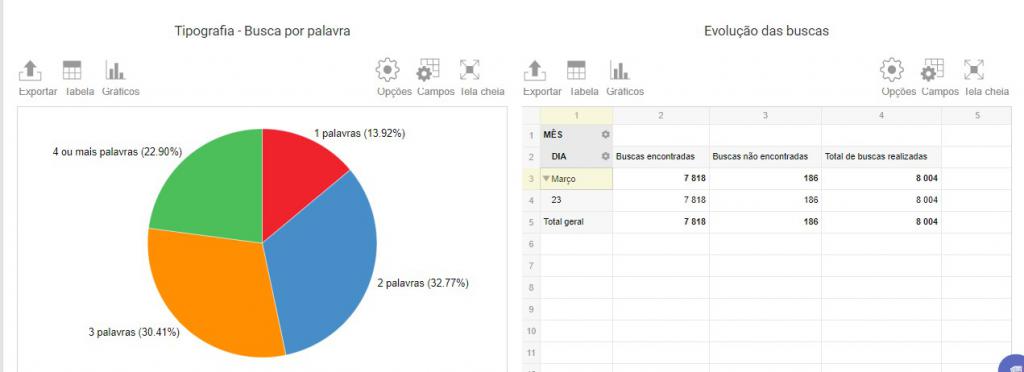 Tipografia - Busca por palavra
Exportar Tabela Gráficos Opções Campos Tela cheia
1 palavras (13.92%)
4 ou mais palavras (22.90%)
2 palavras (32.77%)
3 palavras (30.41%)
Evolução das buscas
Exportar Tabela Gráficos Opções Campos Tela cheia
1 2 3 4 5
1 MÊS
2 DIA Buscas encontradas Buscas não encontradas Total de buscas realizadas
3 Março 7 818 186 8 004
4 23 7 818 186 8 004
5 Total geral 7 818 186 8 004
6
7
8
9
10
11